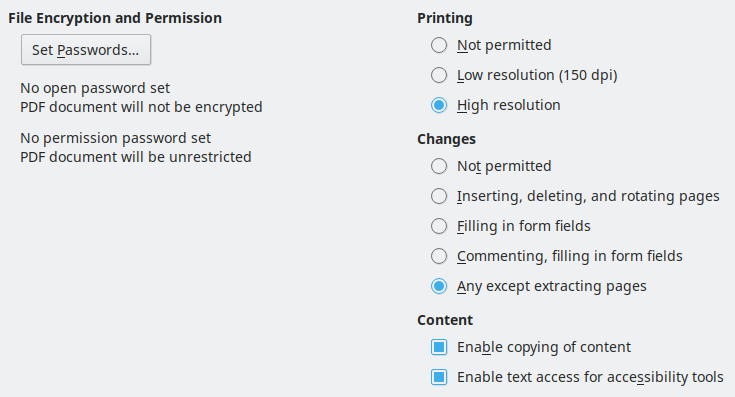 File Encryption and Permission
Set Passwords...
No open password set
PDF document will not be encrypted
No permission password set
PDF document will be unrestricted
Printing
Not permitted
Low resolution (150 dpi)
High resolution
Changes
Not permitted
Inserting, deleting, and rotating pages
Filling in form fields
Commenting, filling in form fields
Any except extracting pages
Content
Enable copying of content
Enable text access for accessibility tools